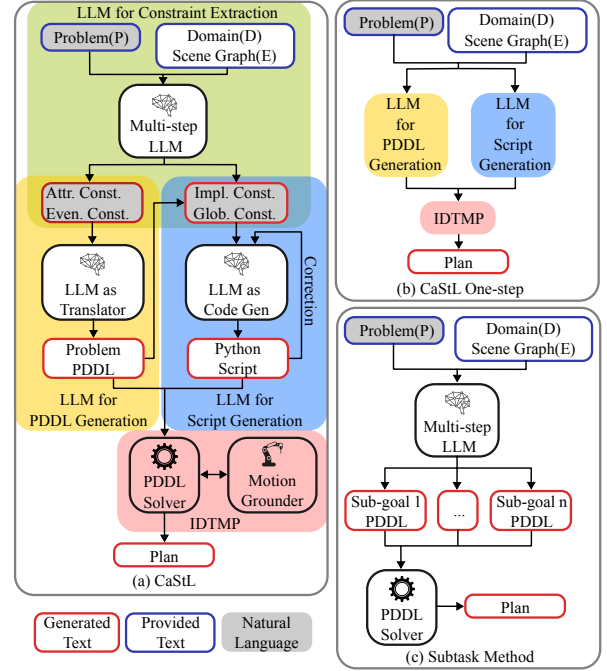 LLM for Constraint Extraction
Problem(P)
Domain(D)
Scene Graph(E)
Multi-step
LLM
Attr. Const.
Even. Const.
Impl. Const.
Glob. Const.
LLM as
Translator
LLM as
Code Gen
Correction
Problem
PDDL
Python
Script
LLM for
PDDL Generation
LLM for
Script Generation
PDDL
Solver
Motion
Grounder
IDTMP
Plan
(a) CaStL
Generated
Text
Provided
Text
Natural
Language
Problem(P)
Domain(D)
Scene Graph(E)
LLM
for
PDDL
Generation
LLM
for
Script
Generation
IDTMP
Plan
(b) CaStL One-step
Problem(P)
Domain(D)
Scene Graph(E)
Multi-step
LLM
Sub-goal 1
PDDL
...
Sub-goal n
PDDL
PDDL
Solver
Plan
(c) Subtask Method